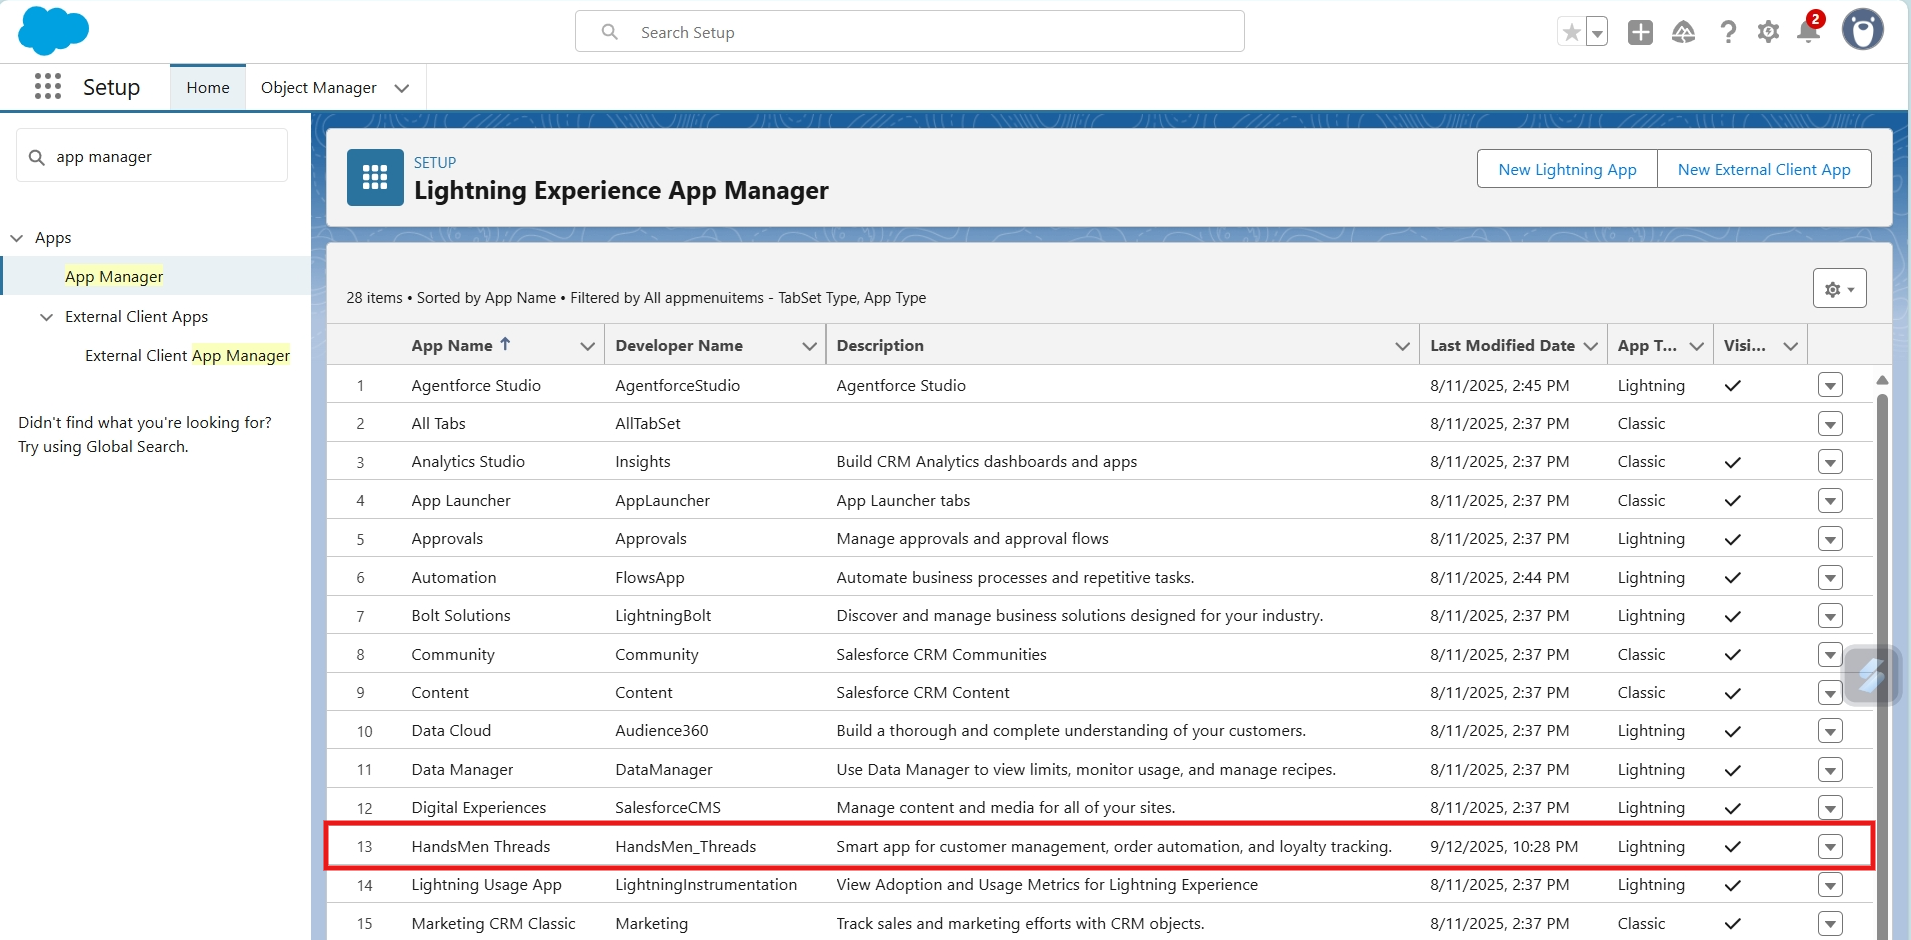 Search Setup
2
Setup
Home
Object Manager
app manager
Apps
App Manager
External Client Apps
External Client App Manager
Didn't find what you're looking for?
Try using Global Search.
SETUP
Lightning Experience App Manager
New Lightning App
New External Client App
28 items • Sorted by App Name • Filtered by All appmenuitems - TabSet Type, App Type
App Name Developer Name Description Last Modified Date App T... Visi...
1 Agentforce Studio AgentforceStudio Agentforce Studio 8/11/2025, 2:45 PM Lightning
2 All Tabs AllTabSet 8/11/2025, 2:37 PM Classic
3 Analytics Studio Insights Build CRM Analytics dashboards and apps 8/11/2025, 2:37 PM Classic
4 App Launcher AppLauncher App Launcher tabs 8/11/2025, 2:37 PM Classic
5 Approvals Approvals Manage approvals and approval flows 8/11/2025, 2:37 PM Lightning
6 Automation FlowsApp Automate business processes and repetitive tasks. 8/11/2025, 2:44 PM Lightning
7 Bolt Solutions LightningBolt Discover and manage business solutions designed for your industry. 8/11/2025, 2:37 PM Lightning
8 Community Community Salesforce CRM Communities 8/11/2025, 2:37 PM Classic
9 Content Content Salesforce CRM Content 8/11/2025, 2:37 PM Classic
10 Data Cloud Audience360 Build a thorough and complete understanding of your customers. 8/11/2025, 2:37 PM Lightning
11 Data Manager DataManager Use Data Manager to view limits, monitor usage, and manage recipes. 8/11/2025, 2:37 PM Lightning
12 Digital Experiences SalesforceCMS Manage content and media for all of your sites. 8/11/2025, 2:37 PM Lightning
13 HandsMen Threads HandsMen_Threads Smart app for customer management, order automation, and loyalty tracking. 9/12/2025, 10:28 PM Lightning
14 Lightning Usage App LightningInstrumentation View Adoption and Usage Metrics for Lightning Experience 8/11/2025, 2:37 PM Lightning
15 Marketing CRM Classic Marketing Track sales and marketing efforts with CRM objects. 8/11/2025, 2:37 PM Classic